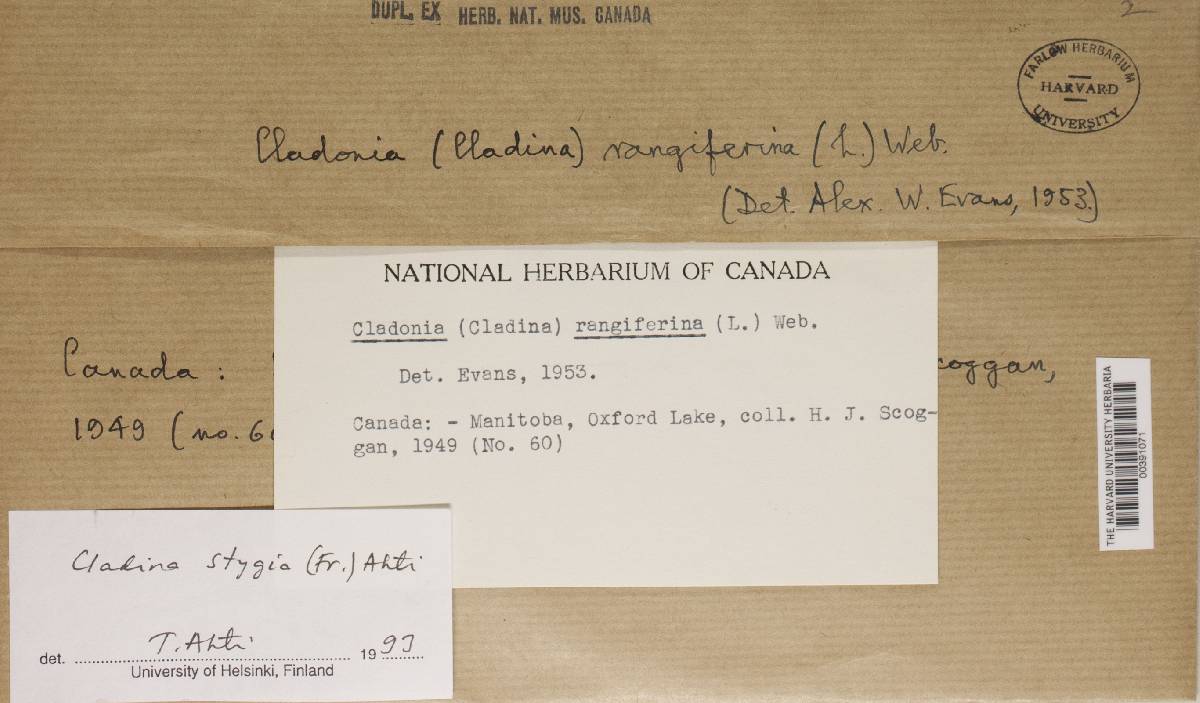 DUPL. EX HERB. NAT. MUS. CANADA
2
FARLOW HERBARIUM
HARVARD
UNIVERSITY
Cladonia (Cladina) rangiferina (L.) Web.
(Det. Alex. W. Evans, 1953.)
NATIONAL HERBARIUM OF CANADA
Cladonia (Cladina) rangiferina (L.) Web.
Det. Evans, 1953.
Canada: - Manitoba, Oxford Lake, coll. H. J. Scog-
gan, 1949 (No. 60)
Canada : coggan,
1949 (no. 60
THE HARVARD UNIVERSITY HERBARIA
00391071
Cladina stygia (Fr.) Ahti
det. T. Ahti 1993
University of Helsinki, Finland